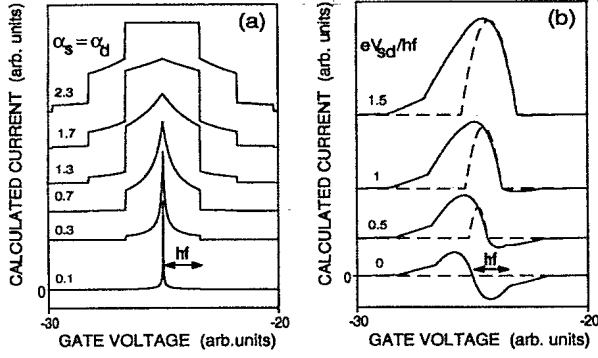 (a)
αs=αd
2.3
1.7
1.3
0.7
0.3
0.1
hf
0
-30
-20
GATE VOLTAGE (arb.units)
CALCULATED CURRENT (arb. units)
(b)
eVsd/hf
1.5
1
0.5
0
hf
0
-30
-20
GATE VOLTAGE (arb.units)
CALCULATED CURRENT (arb. units)